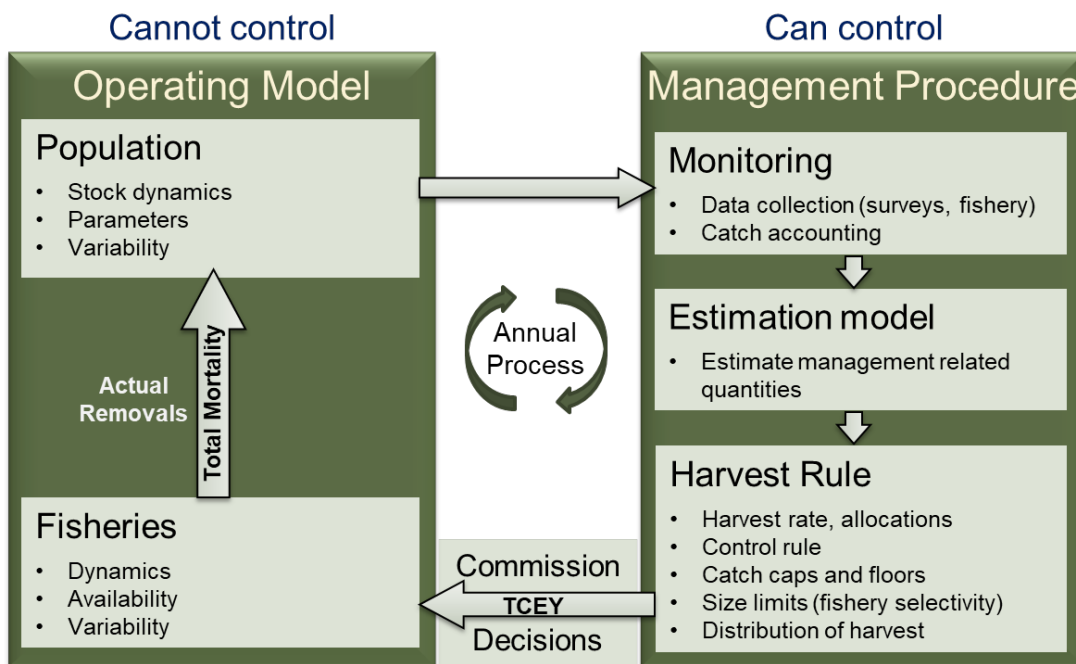 Cannot control
Operating Model
Population
• Stock dynamics
• Parameters
• Variability
Actual
Removals
Total Mortality
Fisheries
• Dynamics
• Availability
• Variability
Annual
Process
Commission
TCEY
Decisions
Can control
Management Procedure
Monitoring
• Data collection (surveys, fishery)
• Catch accounting
Estimation model
• Estimate management related
quantities
Harvest Rule
• Harvest rate, allocations
• Control rule
• Catch caps and floors
• Size limits (fishery selectivity)
• Distribution of harvest